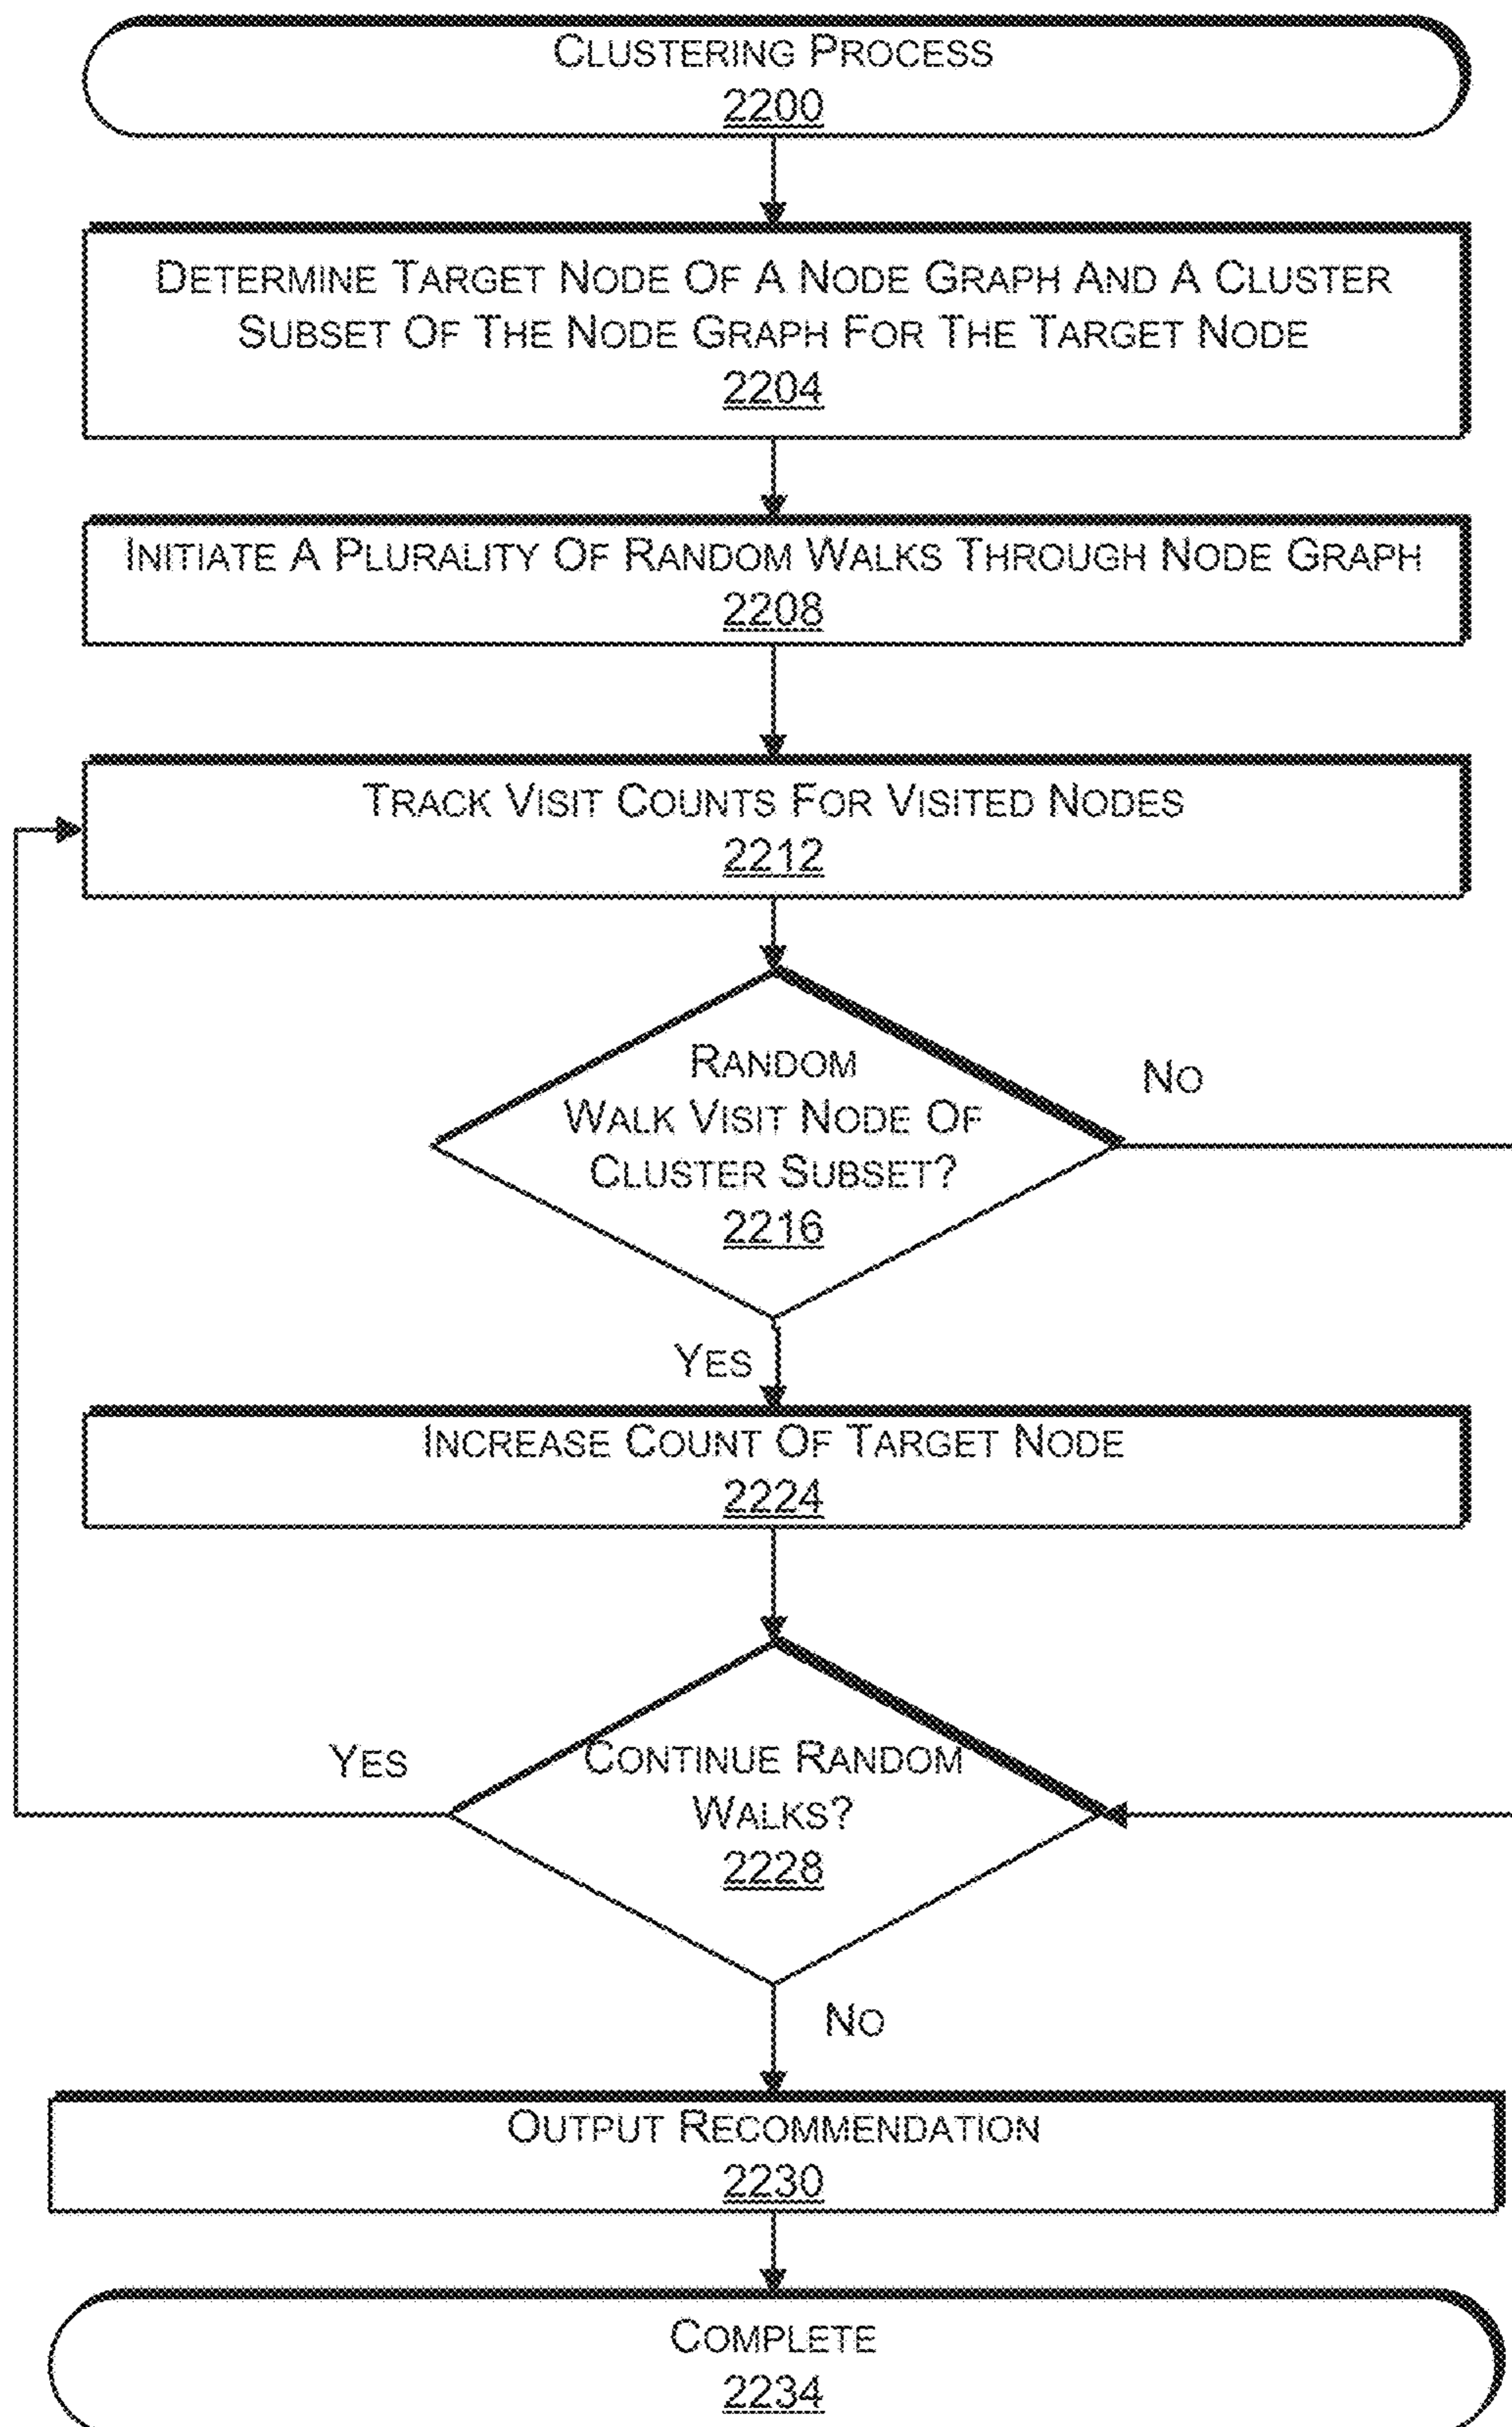 CLUSTERING PROCESS
2200
DETERMINE TARGET NODE OF A NODE GRAPH AND A CLUSTER
SUBSET OF THE NODE GRAPH FOR THE TARGET NODE
2204
INITIATE A PLURALITY OF RANDOM WALKS THROUGH NODE GRAPH
2208
TRACK VISIT COUNTS FOR VISITED NODES
2212
RANDOM
WALK VISIT NODE OF
CLUSTER SUBSET?
2216
NO
YES
INCREASE COUNT OF TARGET NODE
2224
CONTINUE RANDOM
WALKS?
2228
YES
NO
OUTPUT RECOMMENDATION
2230
COMPLETE
2234